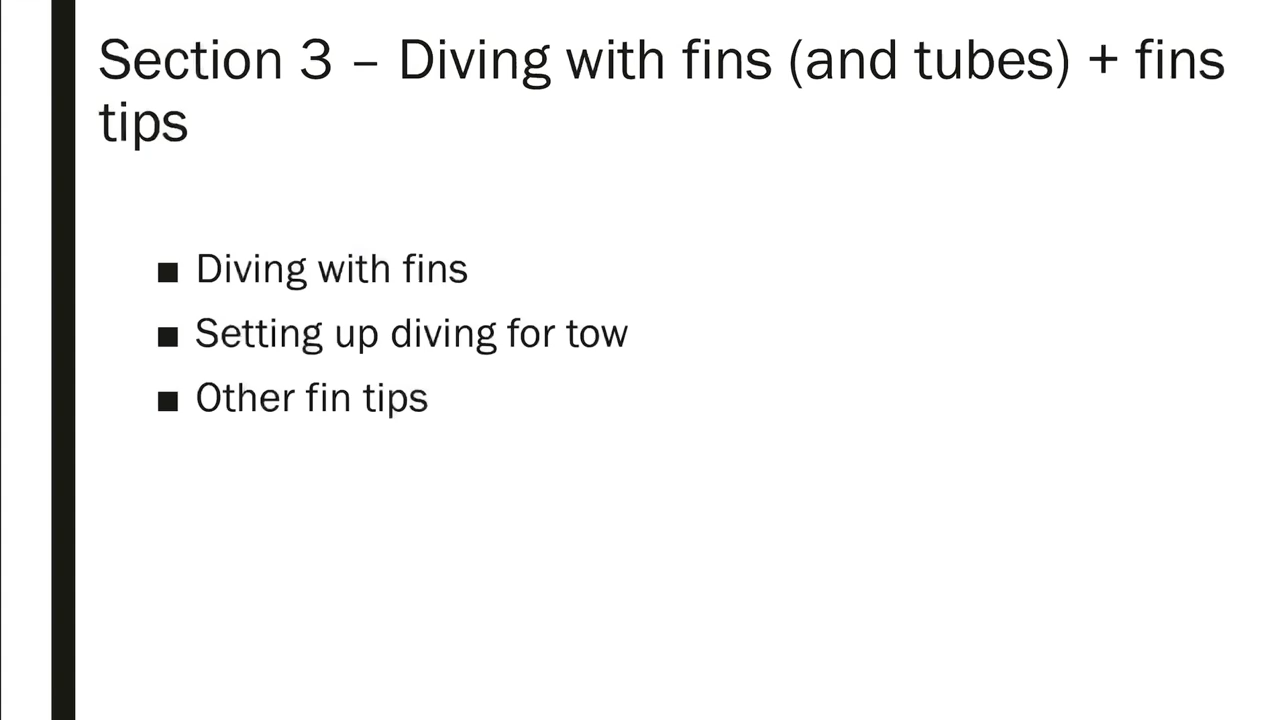 Section 3 – Diving with fins (and tubes) + fins
tips
■ Diving with fins
■ Setting up diving for tow
■ Other fin tips